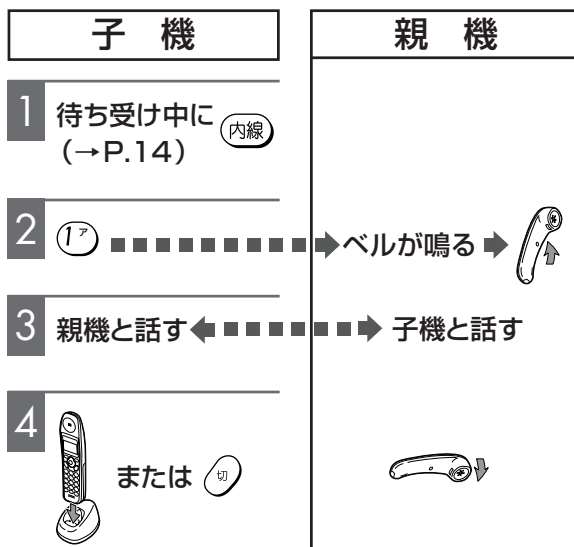 子 機
親 機
1 待ち受け中に 内線
(→P.14)
2 1ア ベルが鳴る
3 親機と話す 子機と話す
4 または 切